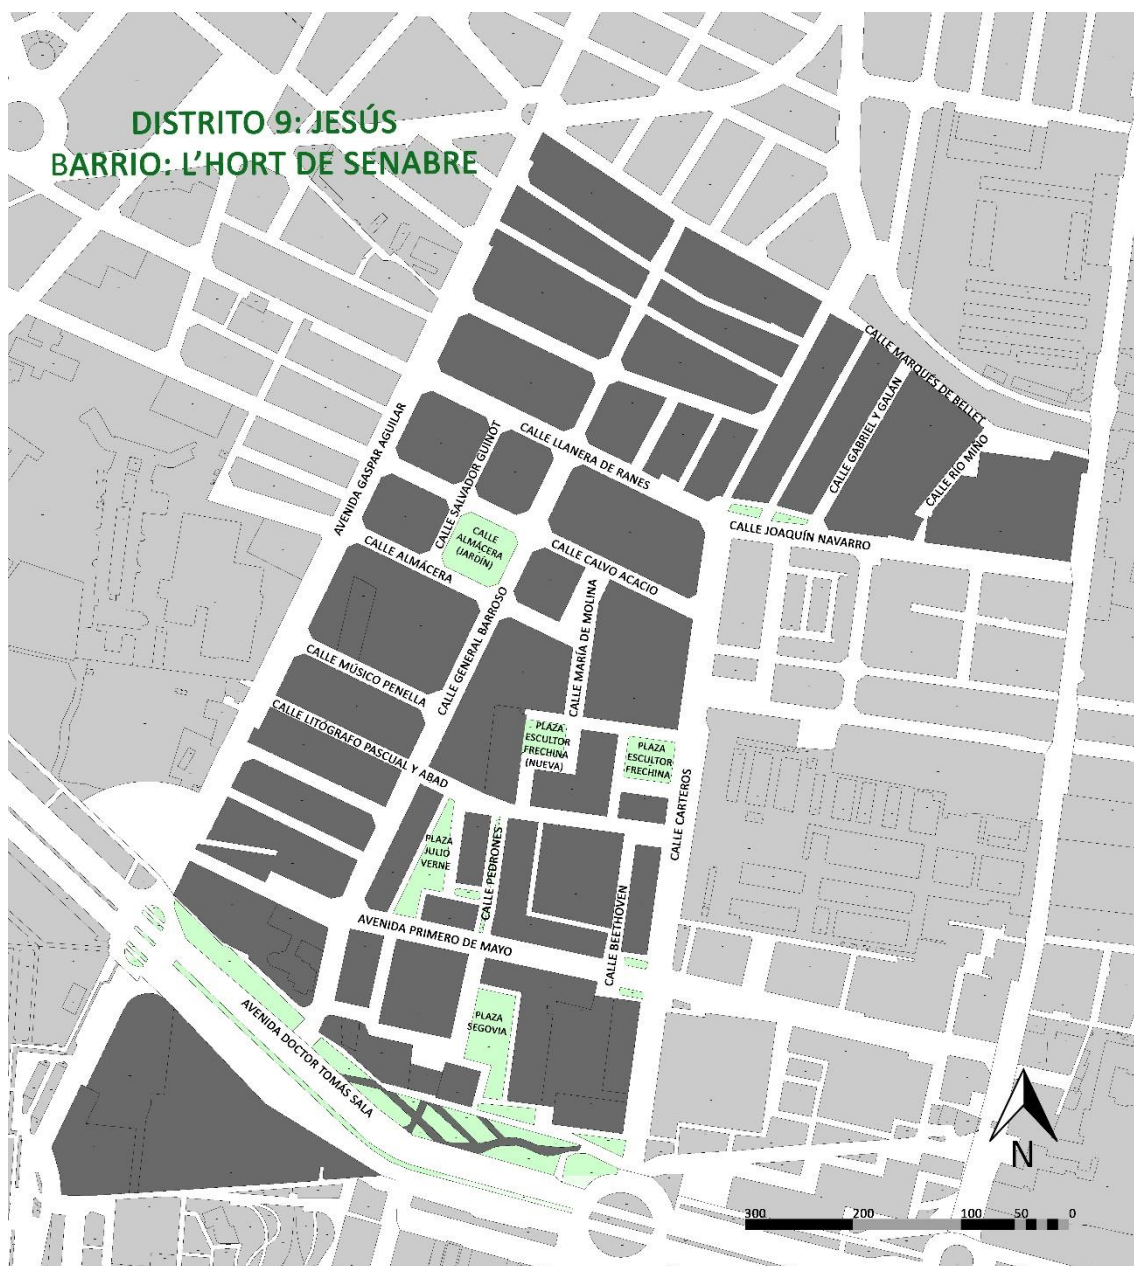 DISTRITO 9: JESÚS
BARRIO: L'HORT DE SENABRE
CALLE MARQUÉS DE BELLET
CALLE GABRIEL Y GALAN
CALLE RÍO MIÑO
AVENIDA GASPAR AGUILAR
CALLE SALVADOR GUINOT
CALLE LLANERA DE RANES
CALLE JOAQUÍN NAVARRO
CALLE
ALMÁCERA
(JARDÍN)
CALLE ALMÁCERA
CALLE CALVO ACACIO
CALLE GENERAL BARROSO
CALLE MARÍA DE MOLINA
CALLE MÚSICO PENELLA
CALLE LITÓGRAFO PASCUAL Y ABAD
PLAZA
ESCULTOR
FRECHINA
(NUEVA)
PLAZA
ESCULTOR
FRECHINA
CALLE CARTEROS
PLAZA
JULIO
VERNE
CALLE PEDRONES
CALLE BEETHOVEN
AVENIDA PRIMERO DE MAYO
PLAZA
SEGOVIA
AVENIDA DOCTOR TOMÁS SALA
N
300 200 100 50 0